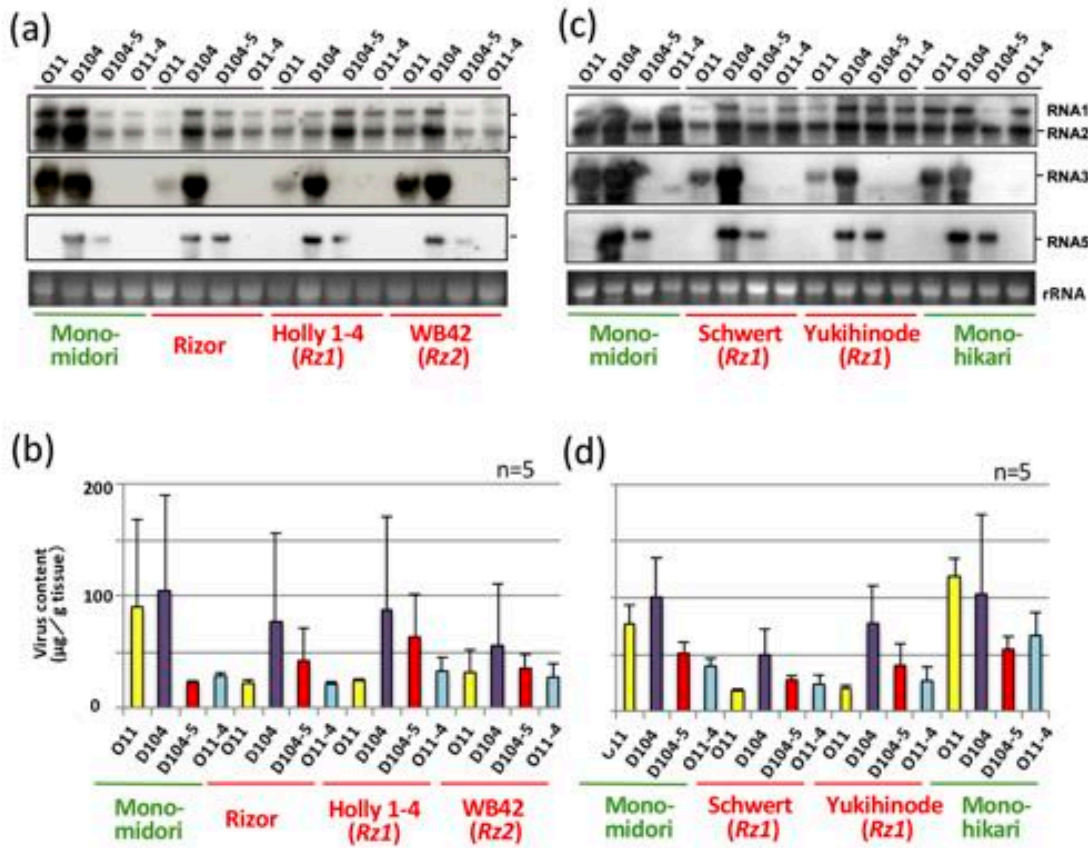 (a)
O11 D104 D104-5 O11-4 O11 D104 D104-5 O11-4 O11 D104 D104-5 O11-4 O11 D104 D104-5 O11-4
Mono-
midori
Rizor
Holly 1-4
(Rz1)
WB42
(Rz2)
(c)
O11 D104 D104-5 O11-4 O11 D104 D104-5 O11-4 O11 D104 D104-5 O11-4 O11 D104 D104-5 O11-4
RNA1
RNA2
RNA3
RNA5
rRNA
Mono-
midori
Schwert
(Rz1)
Yukihinode
(Rz1)
Mono-
hikari
(b)
n=5
Virus content
(μg/g tissue)
200
100
0
O11 D104 D104-5 O11-4 O11 D104 D104-5 O11-4 O11 D104 D104-5 O11-4 O11 D104 D104-5 O11-4
Mono-
midori
Rizor
Holly 1-4
(Rz1)
WB42
(Rz2)
(d)
n=5
O11 D104 D104-5 O11-4 O11 D104 D104-5 O11-4 O11 D104 D104-5 O11-4 O11 D104 D104-5 O11-4
Mono-
midori
Schwert
(Rz1)
Yukihinode
(Rz1)
Mono-
hikari